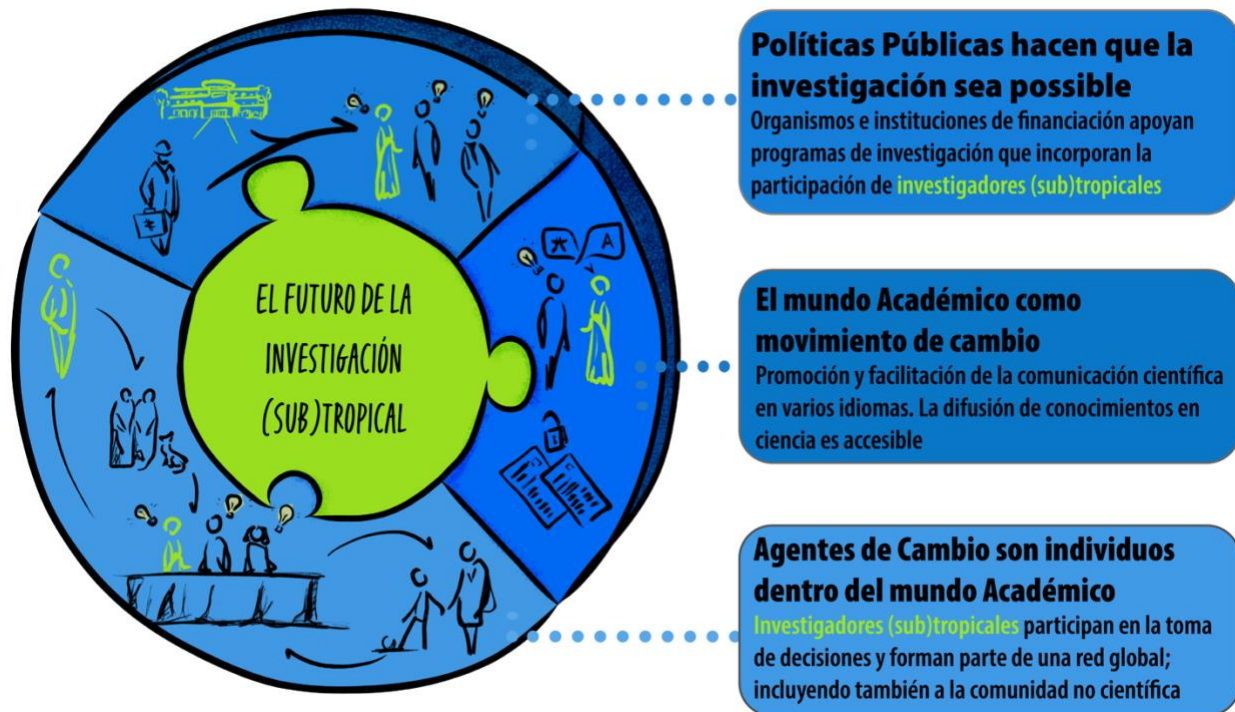 EL FUTURO DE LA
INVESTIGACIÓN
(SUB)TROPICAL
A
Políticas Públicas hacen que la
investigación sea possible
Organismos e instituciones de financiación apoyan
programas de investigación que incorporan la
participación de investigadores (sub)tropicales
El mundo Académico como
movimiento de cambio
Promoción y facilitación de la comunicación científica
en varios idiomas. La difusión de conocimientos en
ciencia es accesible
Agentes de Cambio son individuos
dentro del mundo Académico
Investigadores (sub)tropicales participan en la toma
de decisiones y forman parte de una red global;
incluyendo también a la comunidad no científica